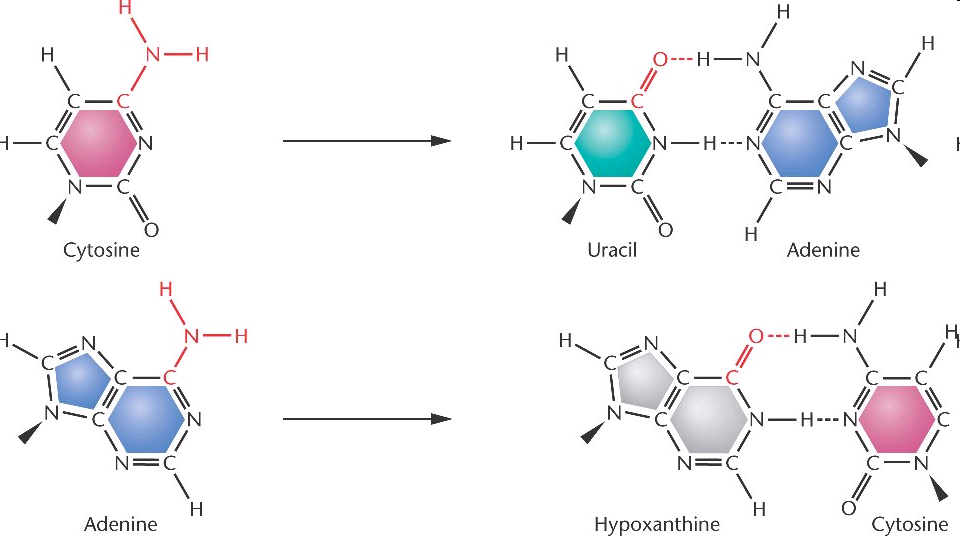 H H
H N H H O H N N H
C C C C C C C
H C N H C N H N C N H
N C N C C N
O O H
Cytosine Uracil Adenine
H H
H N N H H N O H N H
C C C C C C C C
N C N N C N H N C
N C N C C N
H H O
Adenine Hypoxanthine Cytosine